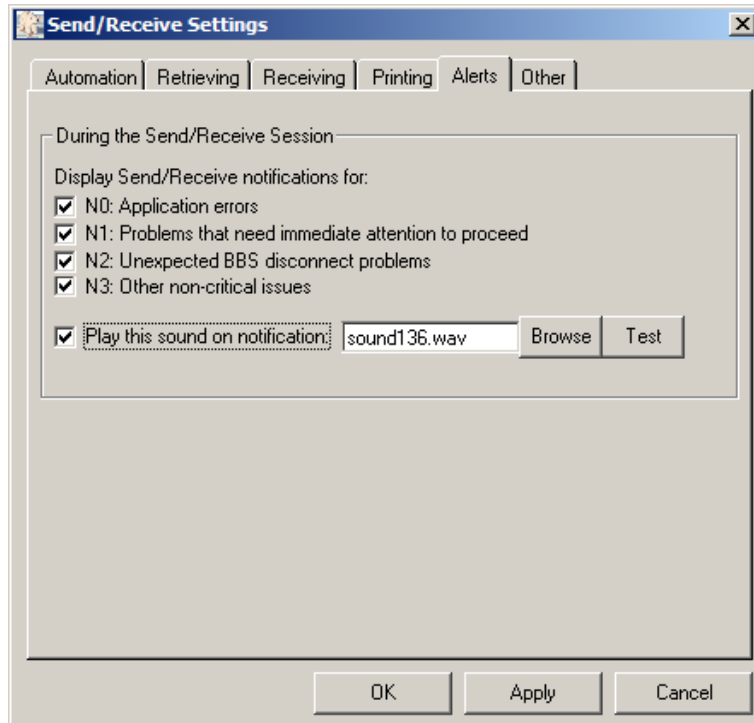 Send/Receive Settings
Automation Retrieving Receiving Printing Alerts Other
During the Send/Receive Session
Display Send/Receive notifications for:
N0: Application errors
N1: Problems that need immediate attention to proceed
N2: Unexpected BBS disconnect problems
N3: Other non-critical issues
Play this sound on notification: sound136.wav Browse Test
OK Apply Cancel